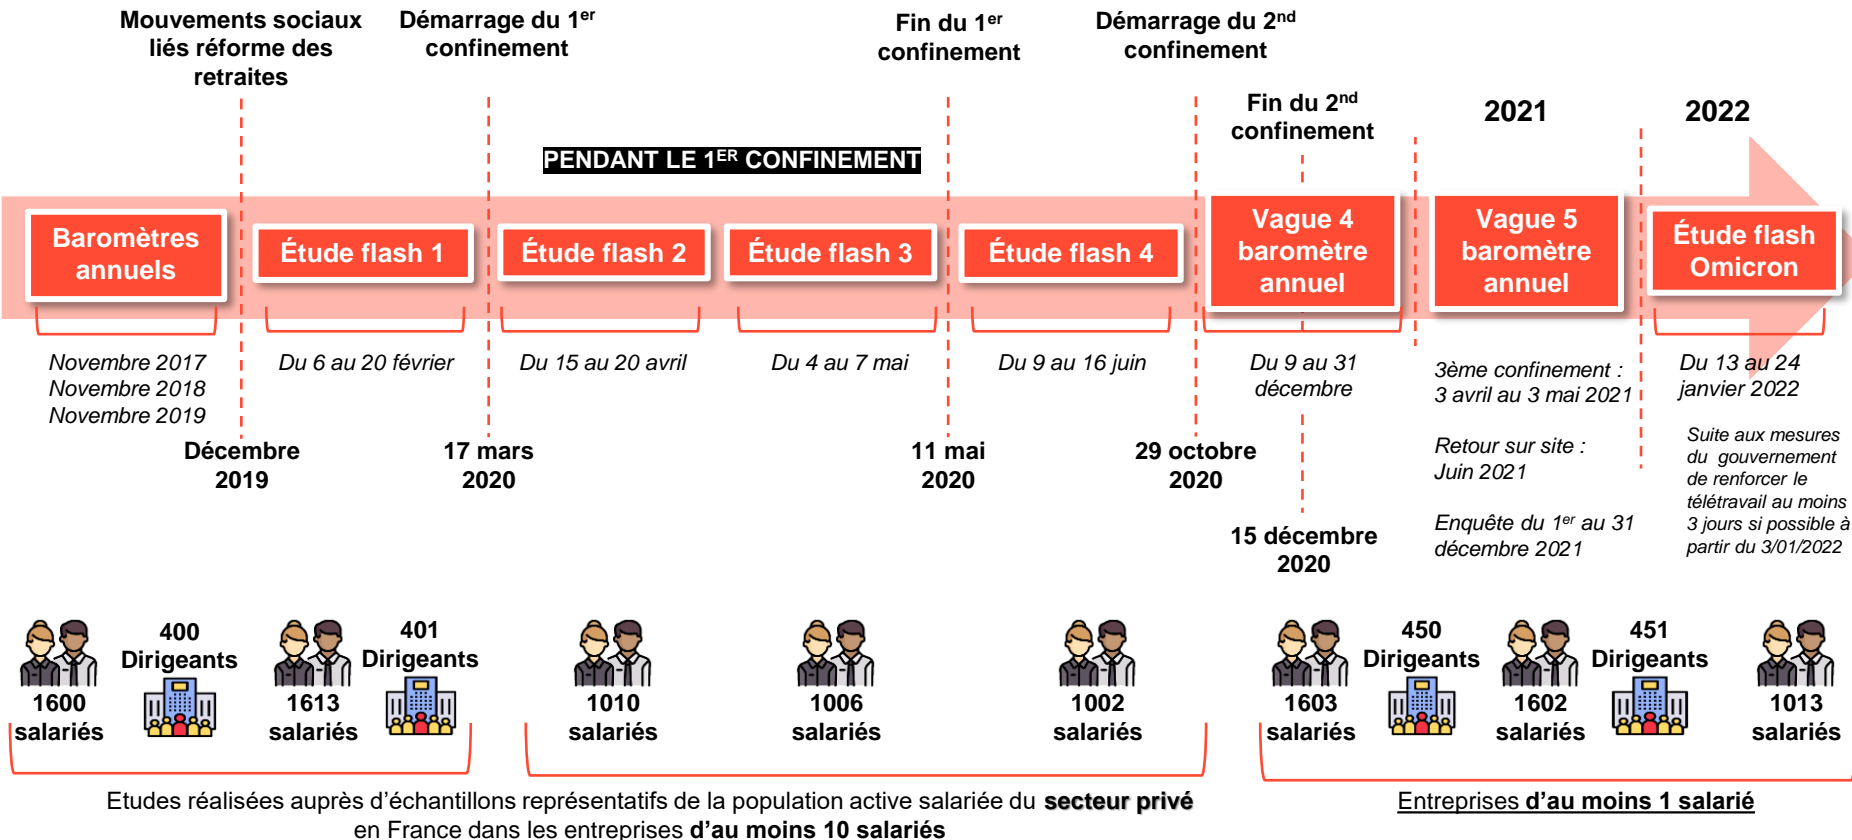 Mouvements sociaux
liés réforme des
retraites
Démarrage du 1er
confinement
Fin du 1er
confinement
Démarrage du 2nd
confinement
Fin du 2nd
confinement
2021
2022
PENDANT LE 1ER CONFINEMENT
Baromètres
annuels
Étude flash 1
Étude flash 2
Étude flash 3
Étude flash 4
Vague 4
baromètre
annuel
Vague 5
baromètre
annuel
Étude flash
Omicron
Novembre 2017
Novembre 2018
Novembre 2019
Du 6 au 20 février
Du 15 au 20 avril
Du 4 au 7 mai
Du 9 au 16 juin
Du 9 au 31
décembre
3ème confinement :
3 avril au 3 mai 2021
Retour sur site :
Juin 2021
Enquête du 1er au 31
décembre 2021
Du 13 au 24
janvier 2022
Suite aux mesures
du gouvernement
de renforcer le
télétravail au moins
3 jours si possible à
partir du 3/01/2022
Décembre
2019
17 mars
2020
11 mai
2020
29 octobre
2020
15 décembre
2020
1600
salariés
400
Dirigeants
1613
salariés
401
Dirigeants
1010
salariés
1006
salariés
1002
salariés
1603
salariés
450
Dirigeants
1602
salariés
451
Dirigeants
1013
salariés
Etudes réalisées auprès d’échantillons représentatifs de la population active salariée du secteur privé
en France dans les entreprises d’au moins 10 salariés
Entreprises d’au moins 1 salarié